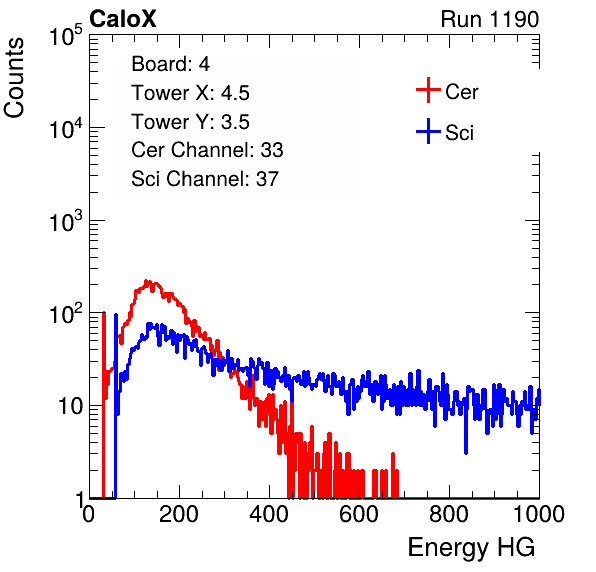 CaloX Run 1190
Counts
10^5
10^4
10^3
10^2
10
1
Board: 4
Tower X: 4.5
Tower Y: 3.5
Cer Channel: 33
Sci Channel: 37
Cer
Sci
0 200 400 600 800 1000
Energy HG